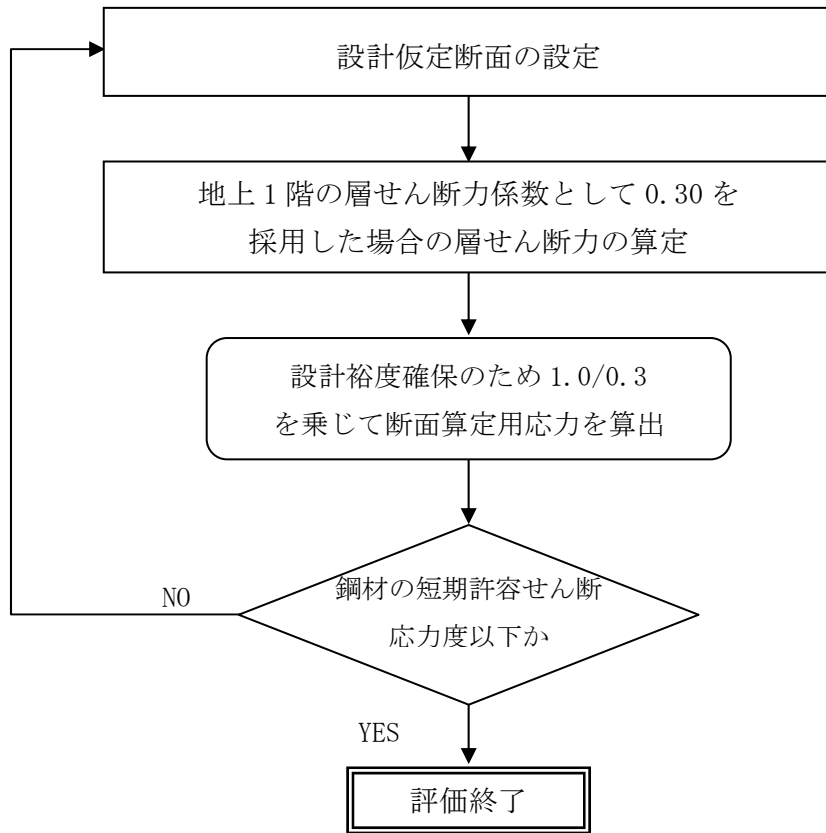 設計仮定断面の設定
地上1階の層せん断力係数として 0.30 を
採用した場合の層せん断力の算定
設計裕度確保のため 1.0/0.3
を乗じて断面算定用応力を算出
鋼材の短期許容せん断
応力度以下か
NO
YES
評価終了